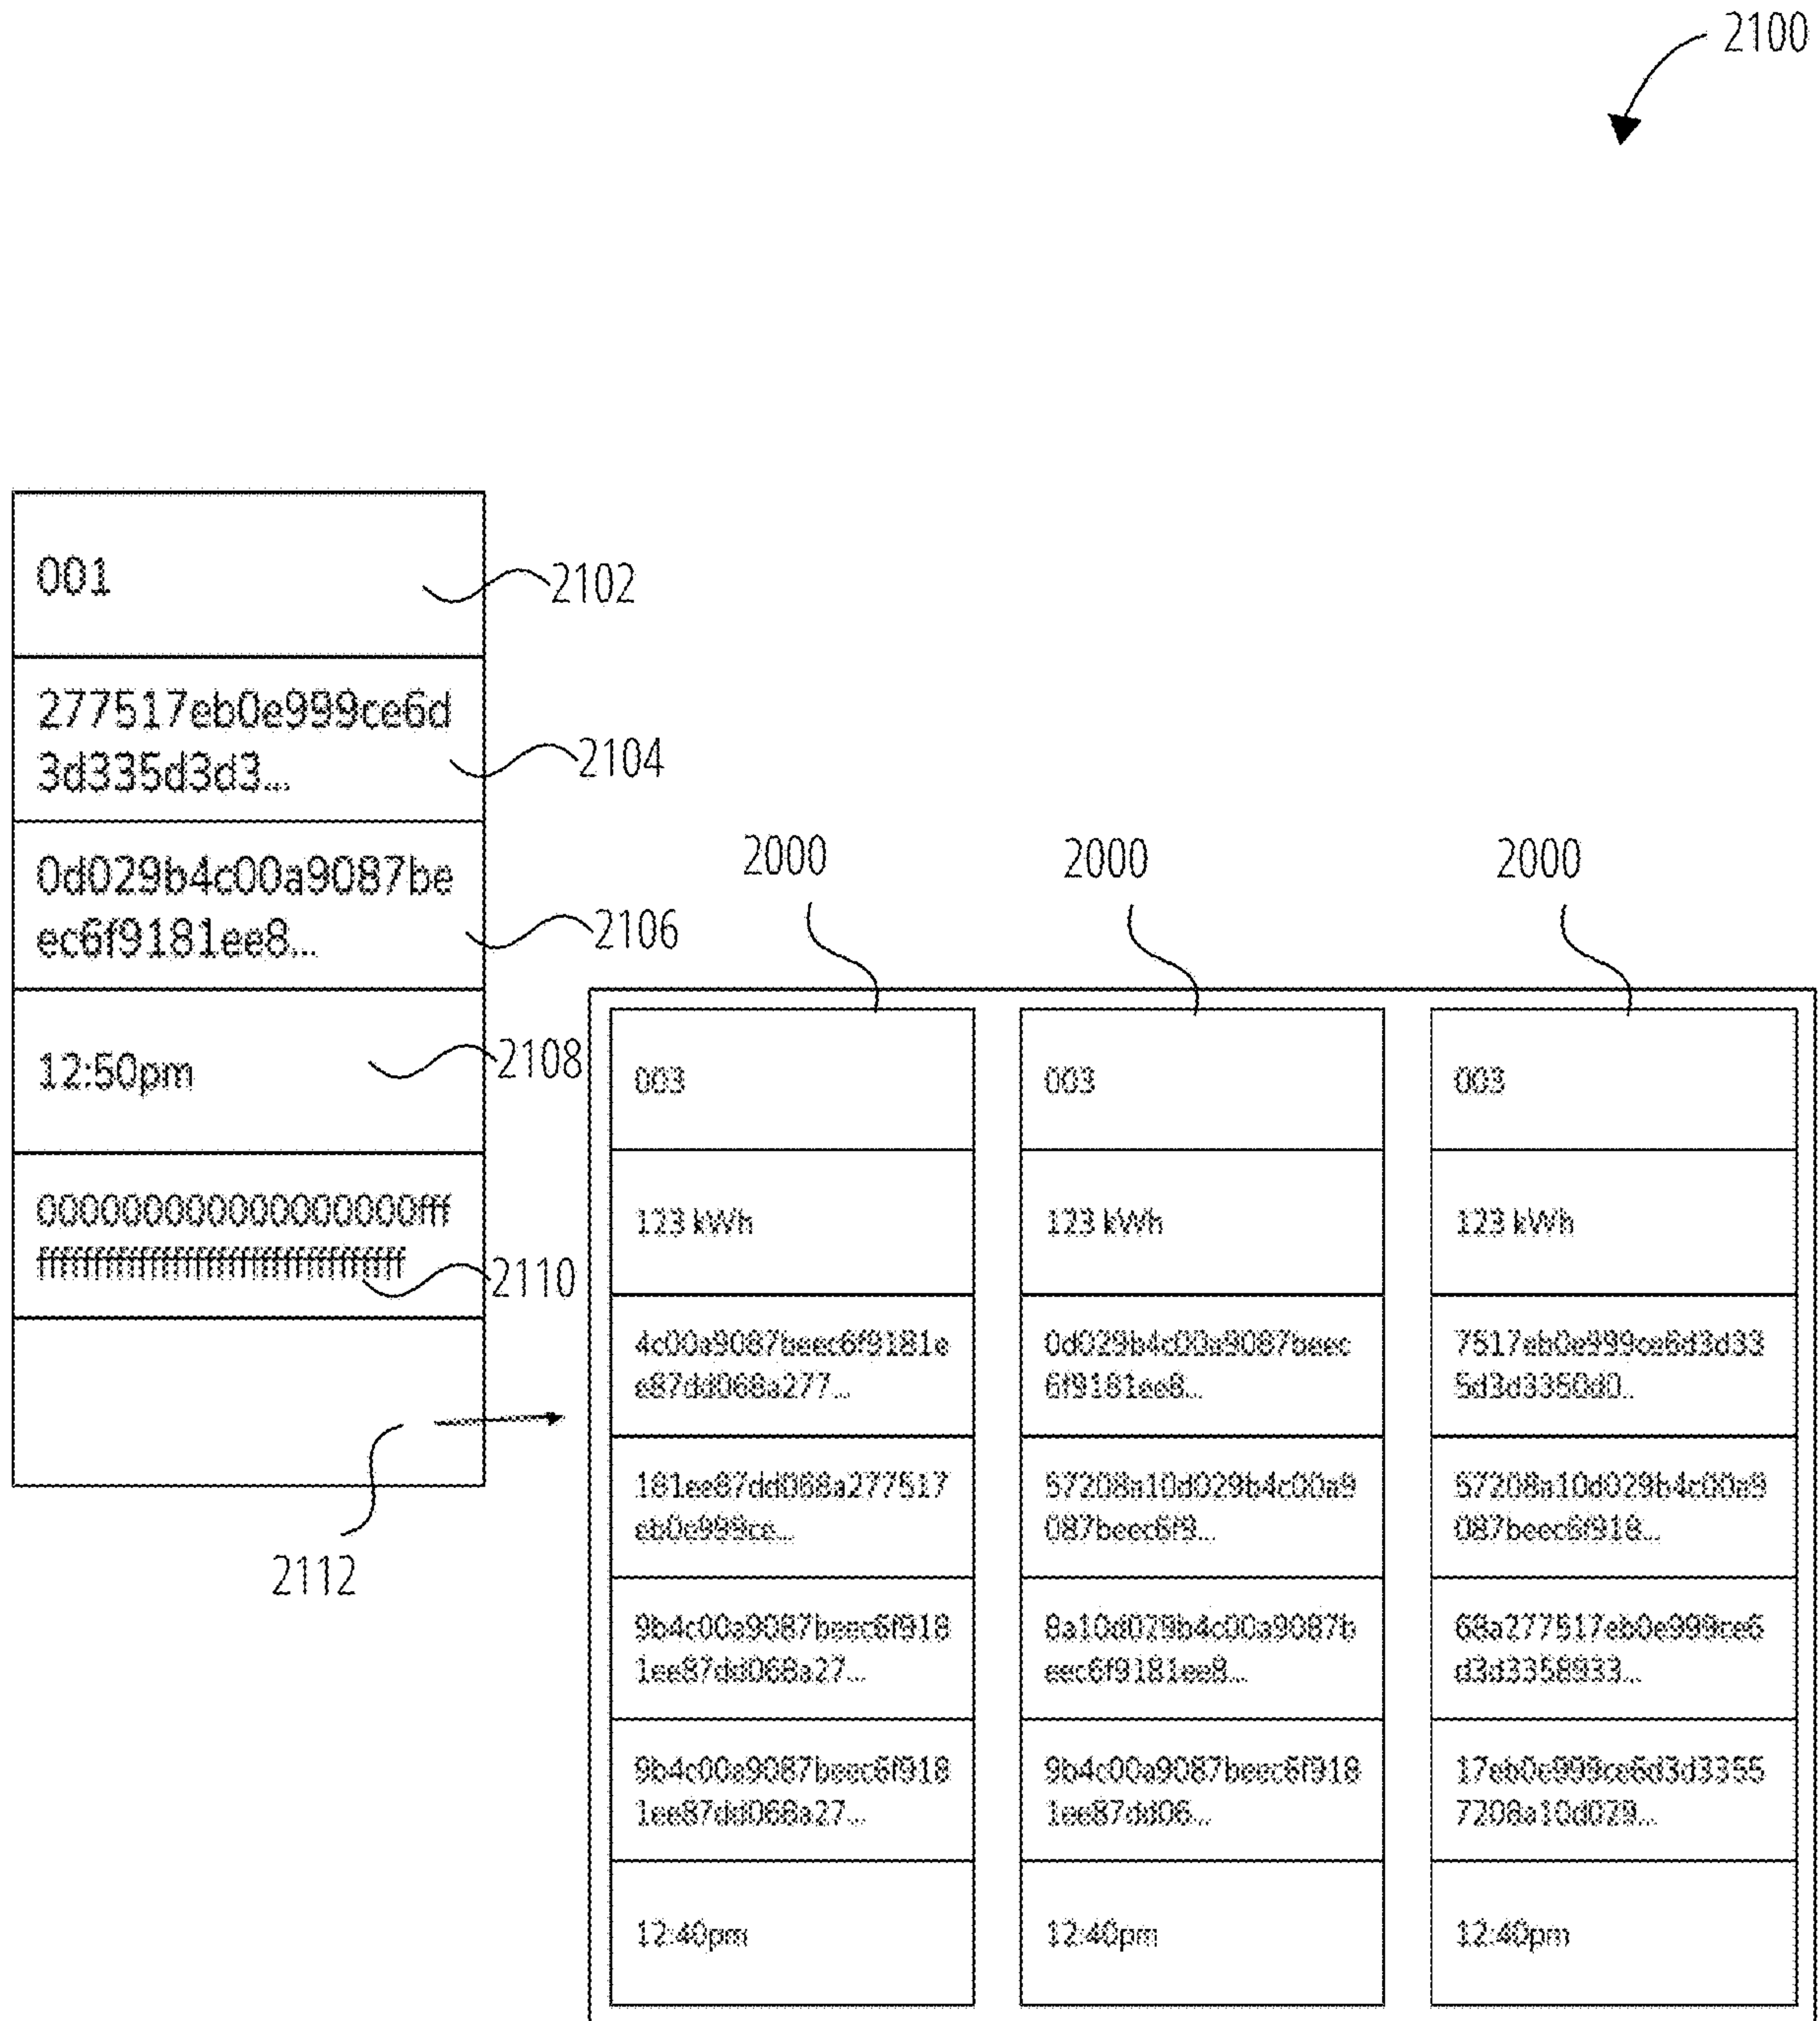 2100
001
2102
277517eb0e999ce6d
3d335d3d3...
2104
0d029b4c00a9087be
ec6f9181ee8...
2106
12:50pm
2108
000000000000000000fff
2110
2112
2000
2000
2000
003
123 kWh
4c00a9087beec6f9181e
e87dd068a277...
181ee87dd068a277517
eb0e999ce...
9b4c00a9087beec6f918
1ee87dd068a27...
9b4c00a9087beec6f918
1ee87dd068a27...
12:40pm
003
123 kWh
0d029b4c00a9087beec
6f9181ee8...
57208a10d029b4c00a9
087beec6f9...
8a10d029b4c00a9087b
eec6f9181ee8...
9b4c00a9087beec6f918
1ee87dd06...
12:40pm
003
123 kWh
7517eb0e999ce6d3d33
5d3d3350d0..
57208a10d029b4c00a9
087beec6f918...
68a277517eb0e999ce6
d3d3358933...
17eb0e999ce6d3d3355
7208a10d029...
12:40pm